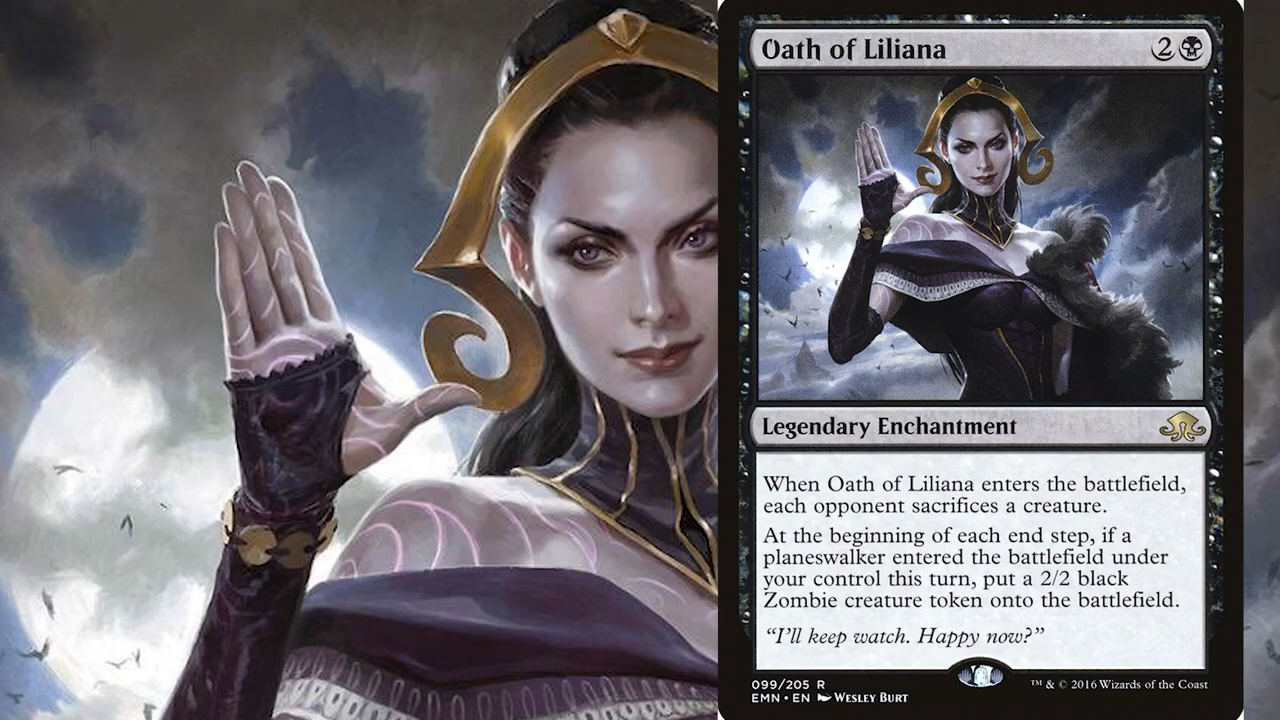 Oath of Liliana 2
Legendary Enchantment
When Oath of Liliana enters the battlefield,
each opponent sacrifices a creature.
At the beginning of each end step, if a
planeswalker entered the battlefield under
your control this turn, put a 2/2 black
Zombie creature token onto the battlefield.
“I’ll keep watch. Happy now?”
099/205 R
EMN • EN Wesley Burt
™ & © 2016 Wizards of the Coast